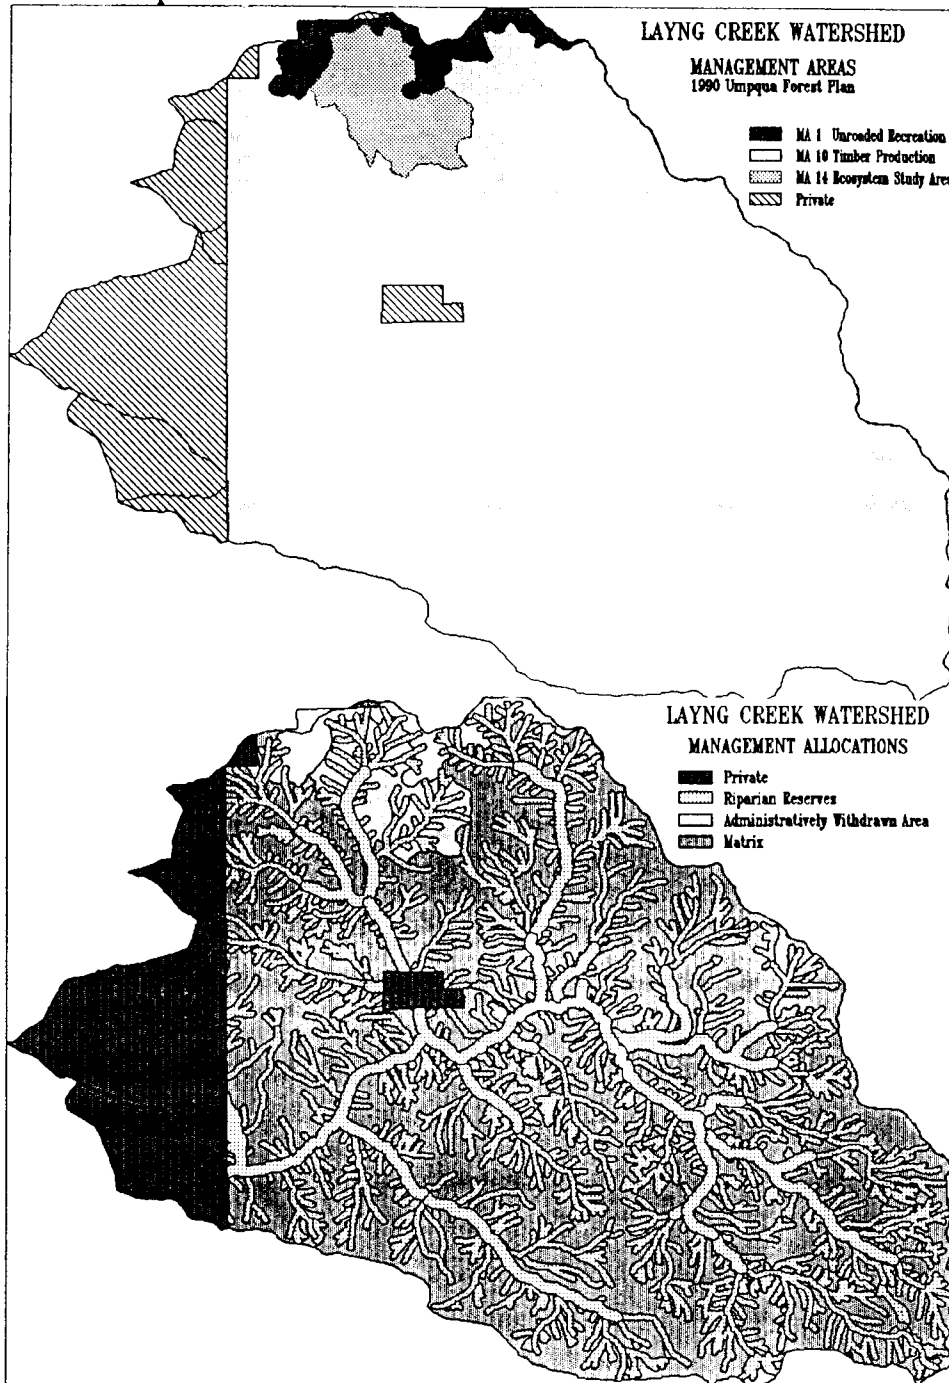 LAYNG CREEK WATERSHED
MANAGEMENT AREAS
1990 Umpqua Forest Plan
MA 1 Unroaded Recreation
MA 10 Timber Production
MA 14 Ecosystem Study Area
Private
LAYNG CREEK WATERSHED
MANAGEMENT ALLOCATIONS
Private
Riparian Reserves
Administratively Withdrawn Area
Matrix